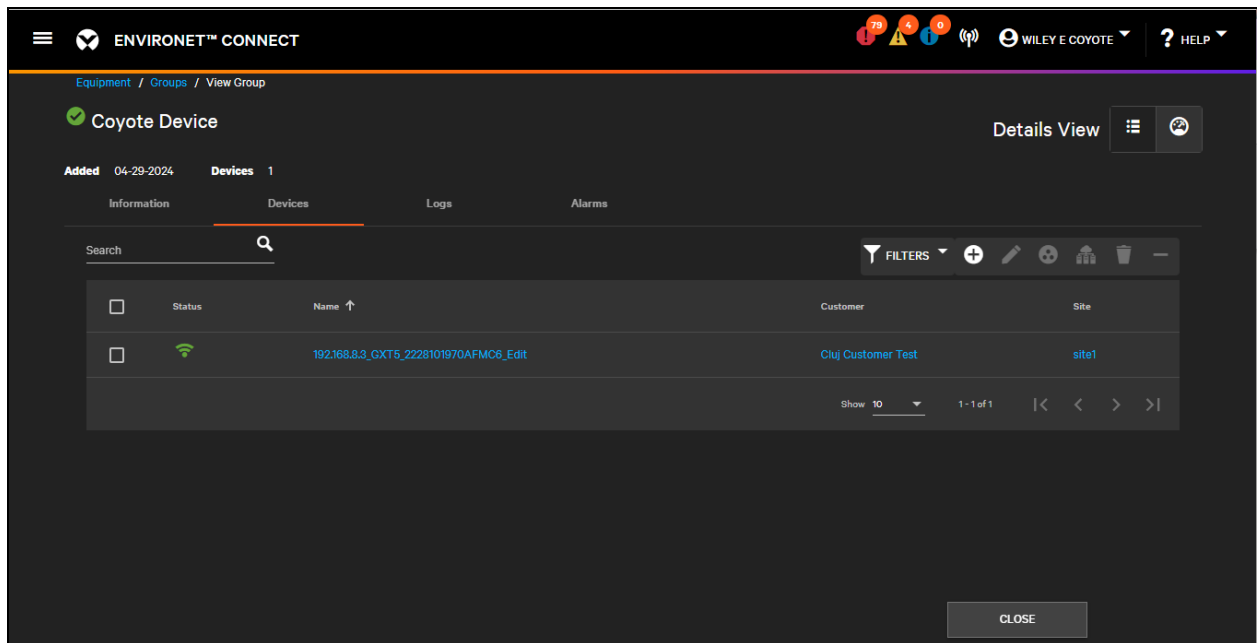 ENVIRONET™ CONNECT
79
4
0
WILEY E COYOTE
? HELP
Equipment / Groups / View Group
Coyote Device
Details View
Added 04-29-2024 Devices 1
Information Devices Logs Alarms
Search
FILTERS
Status Name Customer Site
192.168.8.3_GXT5_2228101970AFMC6_Edit Cluj Customer Test site1
Show 10 1 - 1 of 1
CLOSE